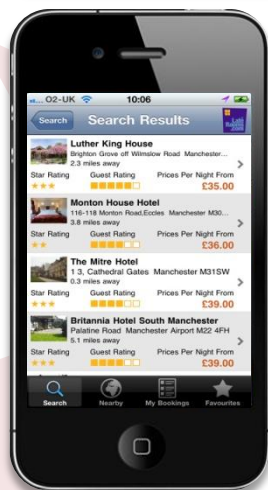 O2-UK 10:06
Search Search Results Late Rooms .com
Luther King House
Brighton Grove off Wilmslow Road Manchester...
2.3 miles away
Star Rating Guest Rating Prices Per Night From
£35.00
Monton House Hotel
116-118 Monton Road,Eccles Manchester M30...
3.8 miles away
Star Rating Guest Rating Prices Per Night From
£36.00
The Mitre Hotel
1 3, Cathedral Gates Manchester M31SW
0.3 miles away
Star Rating Guest Rating Prices Per Night From
£39.00
Britannia Hotel South Manchester
Palatine Road Manchester Airport M22 4FH
5.1 miles away
Star Rating Guest Rating Prices Per Night From
£39.00
Search Nearby My Bookings Favourites